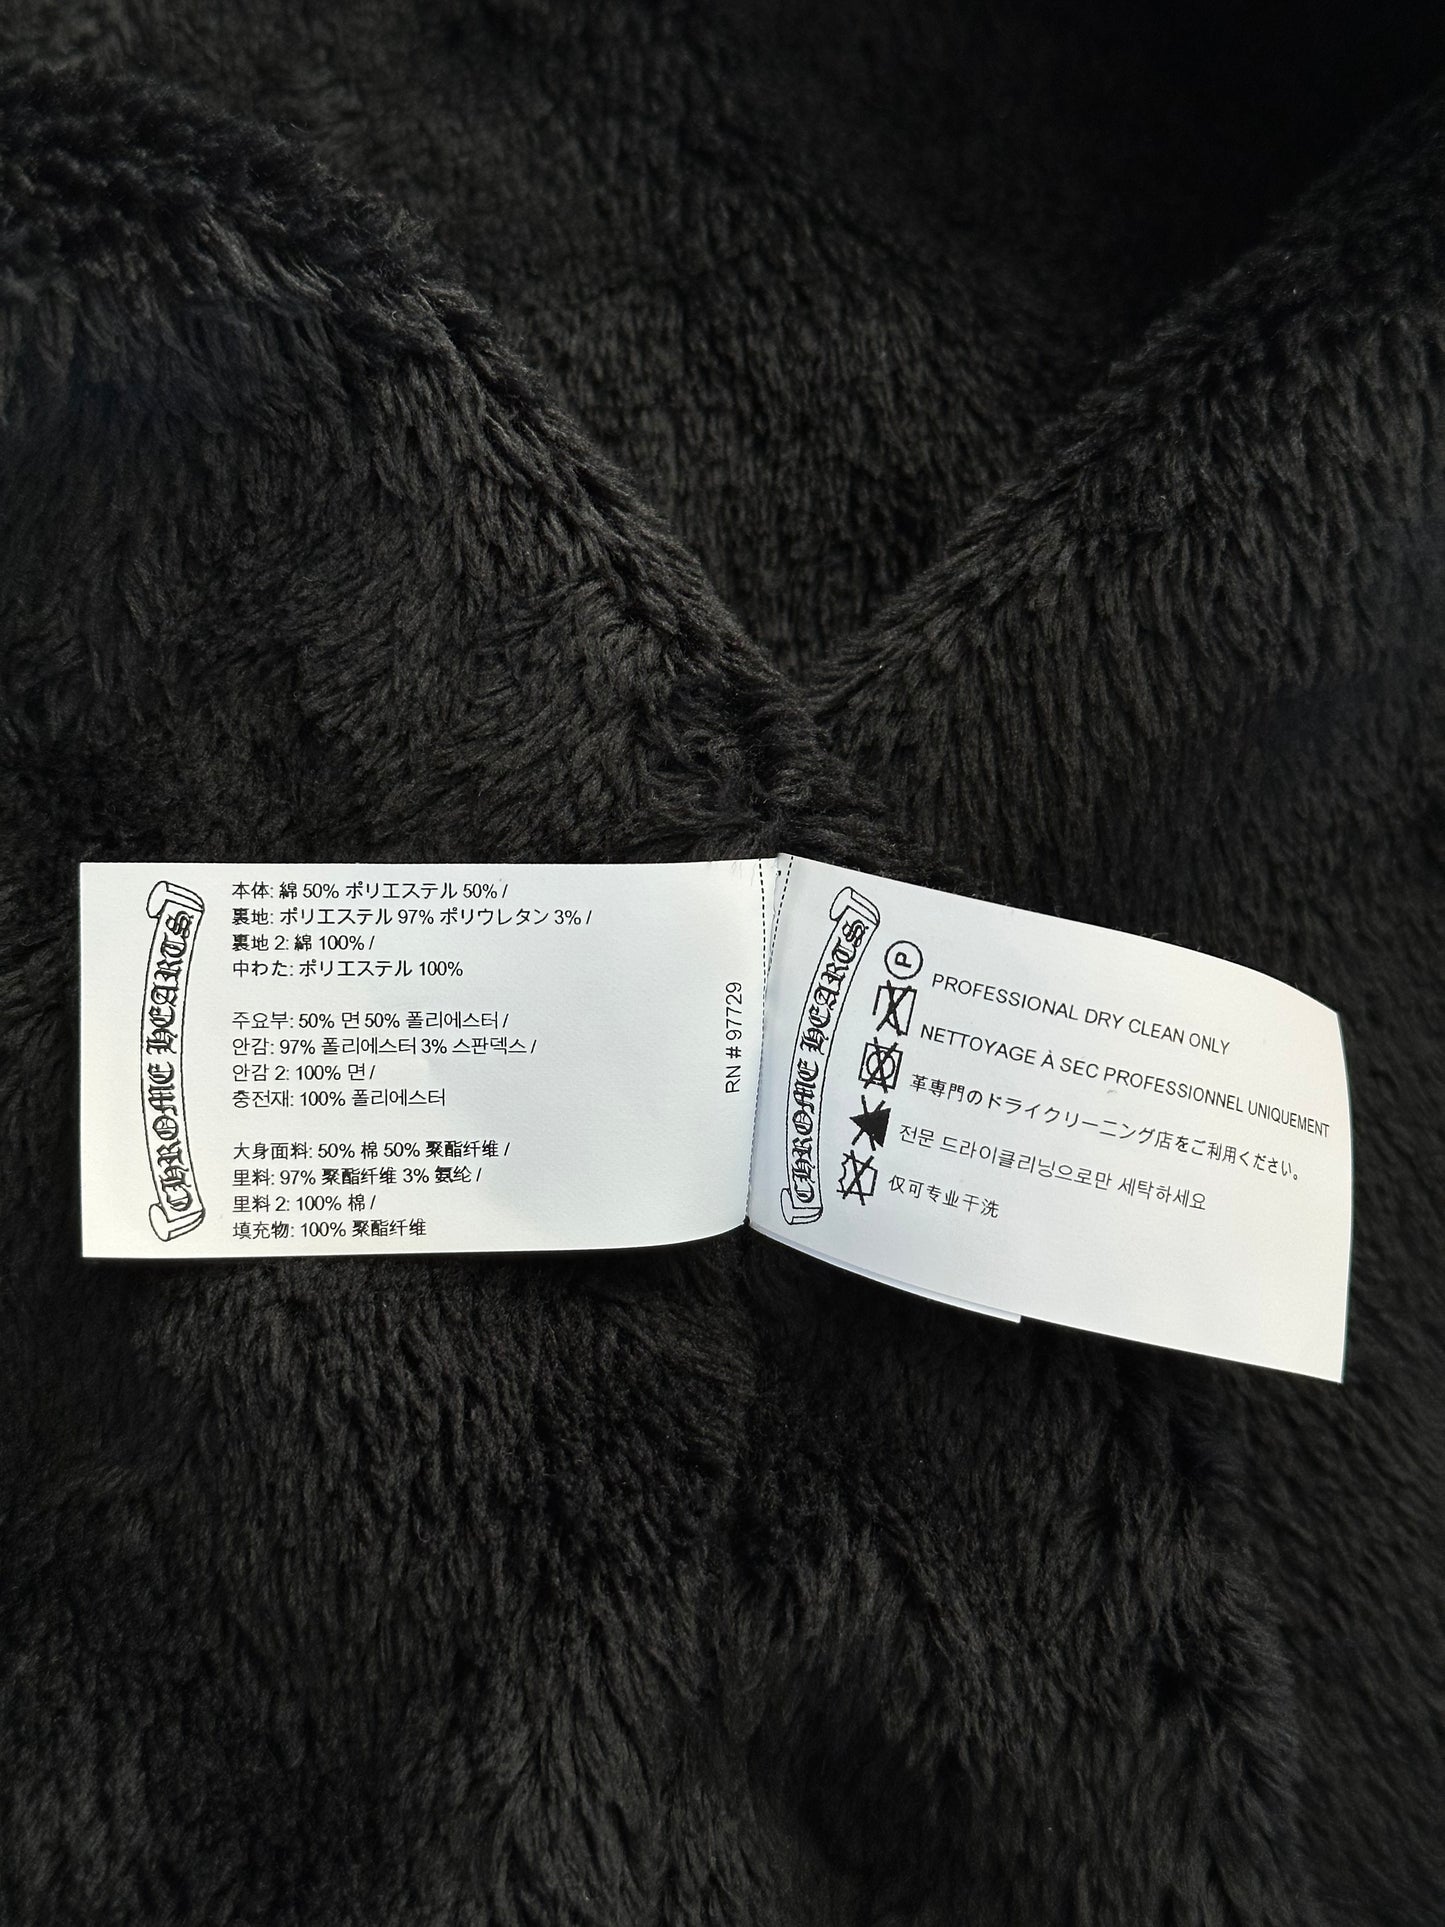 CHROME HEARTS
本体: 綿 50% ポリエステル 50% /
裏地: ポリエステル 97% ポリウレタン 3% /
裏地 2: 綿 100% /
中わた: ポリエステル 100%
주요부: 50% 면 50% 폴리에스터 /
안감: 97% 폴리에스터 3% 스판덱스 /
안감 2: 100% 면 /
충전재: 100% 폴리에스터
大身面料: 50% 棉 50% 聚酯纤维 /
里料: 97% 聚酯纤维 3% 氨纶 /
里料 2: 100% 棉 /
填充物: 100% 聚酯纤维
RN # 97729
CHROME HEARTS
P
PROFESSIONAL DRY CLEAN ONLY
NETTOYAGE À SEC PROFESSIONNEL UNIQUEMENT
革専門のドライクリーニング店をご利用ください。
전문 드라이클리닝으로만 세탁하세요
仅可专业干洗